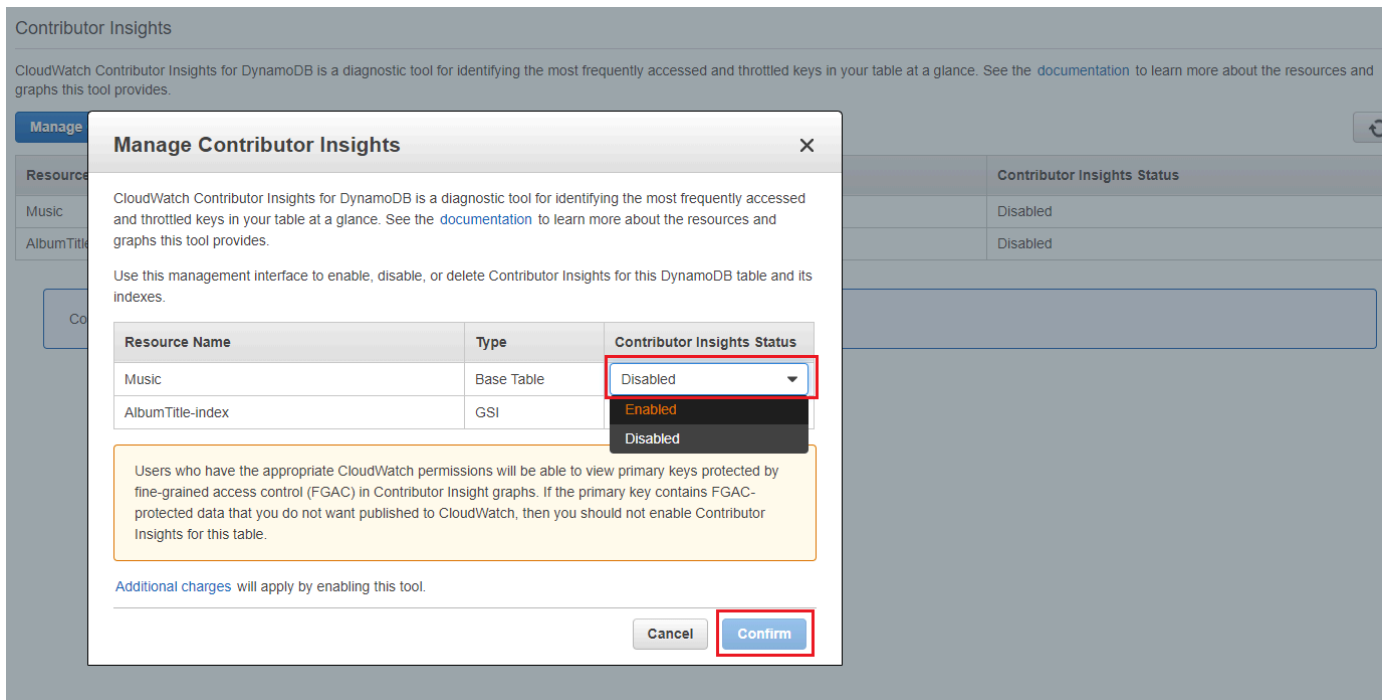 Contributor Insights
CloudWatch Contributor Insights for DynamoDB is a diagnostic tool for identifying the most frequently accessed and throttled keys in your table at a glance. See the documentation to learn more about the resources and
graphs this tool provides.
Manage
Resource
Contributor Insights Status
Music
Disabled
AlbumTitle
Disabled
Co
Manage Contributor Insights
CloudWatch Contributor Insights for DynamoDB is a diagnostic tool for identifying the most frequently accessed
and throttled keys in your table at a glance. See the documentation to learn more about the resources and
graphs this tool provides.
Use this management interface to enable, disable, or delete Contributor Insights for this DynamoDB table and its
indexes.
Resource Name Type Contributor Insights Status
Music Base Table Disabled
AlbumTitle-index GSI
Enabled
Disabled
Users who have the appropriate CloudWatch permissions will be able to view primary keys protected by
fine-grained access control (FGAC) in Contributor Insight graphs. If the primary key contains FGAC-
protected data that you do not want published to CloudWatch, then you should not enable Contributor
Insights for this table.
Additional charges will apply by enabling this tool.
Cancel Confirm